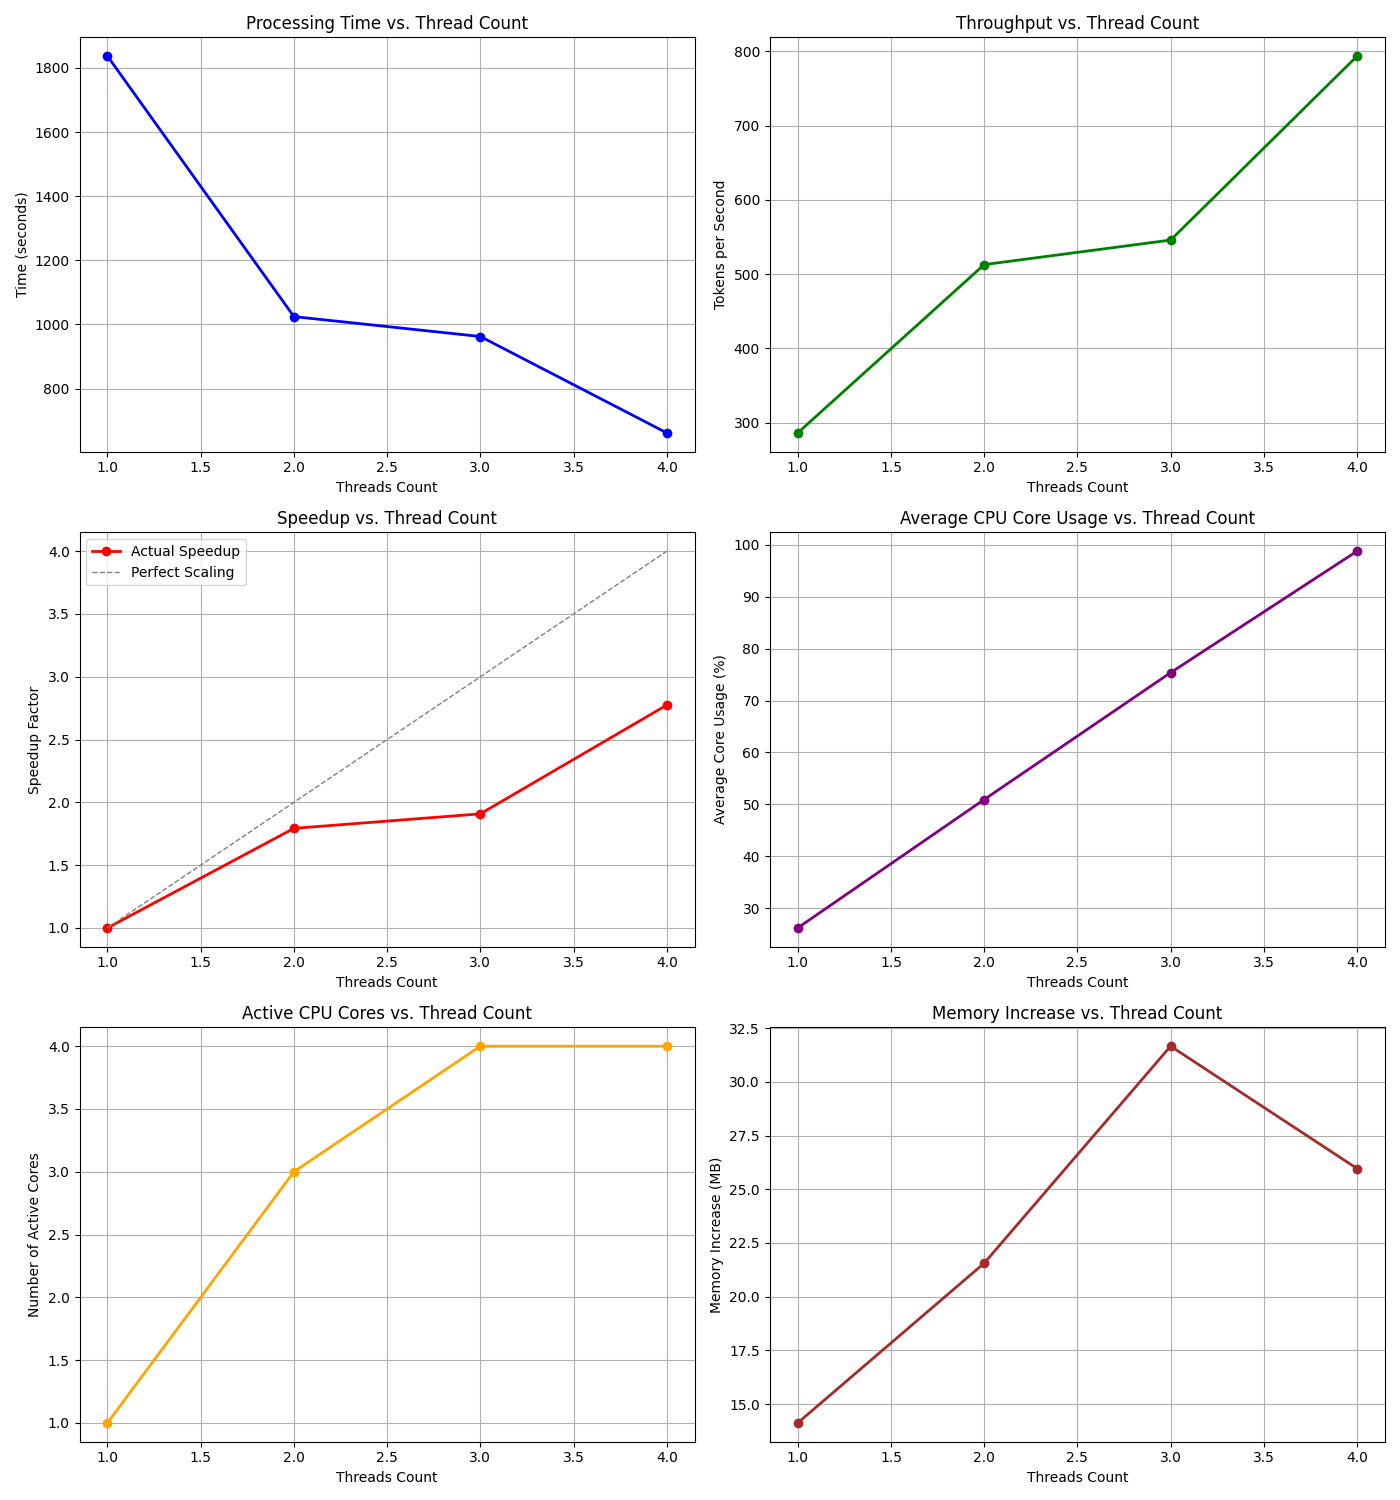 Processing Time vs. Thread Count
Time (seconds)
1800
1600
1400
1200
1000
800
1.0 1.5 2.0 2.5 3.0 3.5 4.0
Threads Count
Throughput vs. Thread Count
Tokens per Second
800
700
600
500
400
300
1.0 1.5 2.0 2.5 3.0 3.5 4.0
Threads Count
Speedup vs. Thread Count
Speedup Factor
Actual Speedup
Perfect Scaling
4.0
3.5
3.0
2.5
2.0
1.5
1.0
1.0 1.5 2.0 2.5 3.0 3.5 4.0
Threads Count
Average CPU Core Usage vs. Thread Count
Average Core Usage (%)
100
90
80
70
60
50
40
30
1.0 1.5 2.0 2.5 3.0 3.5 4.0
Threads Count
Active CPU Cores vs. Thread Count
Number of Active Cores
4.0
3.5
3.0
2.5
2.0
1.5
1.0
1.0 1.5 2.0 2.5 3.0 3.5 4.0
Threads Count
Memory Increase vs. Thread Count
Memory Increase (MB)
32.5
30.0
27.5
25.0
22.5
20.0
17.5
15.0
1.0 1.5 2.0 2.5 3.0 3.5 4.0
Threads Count